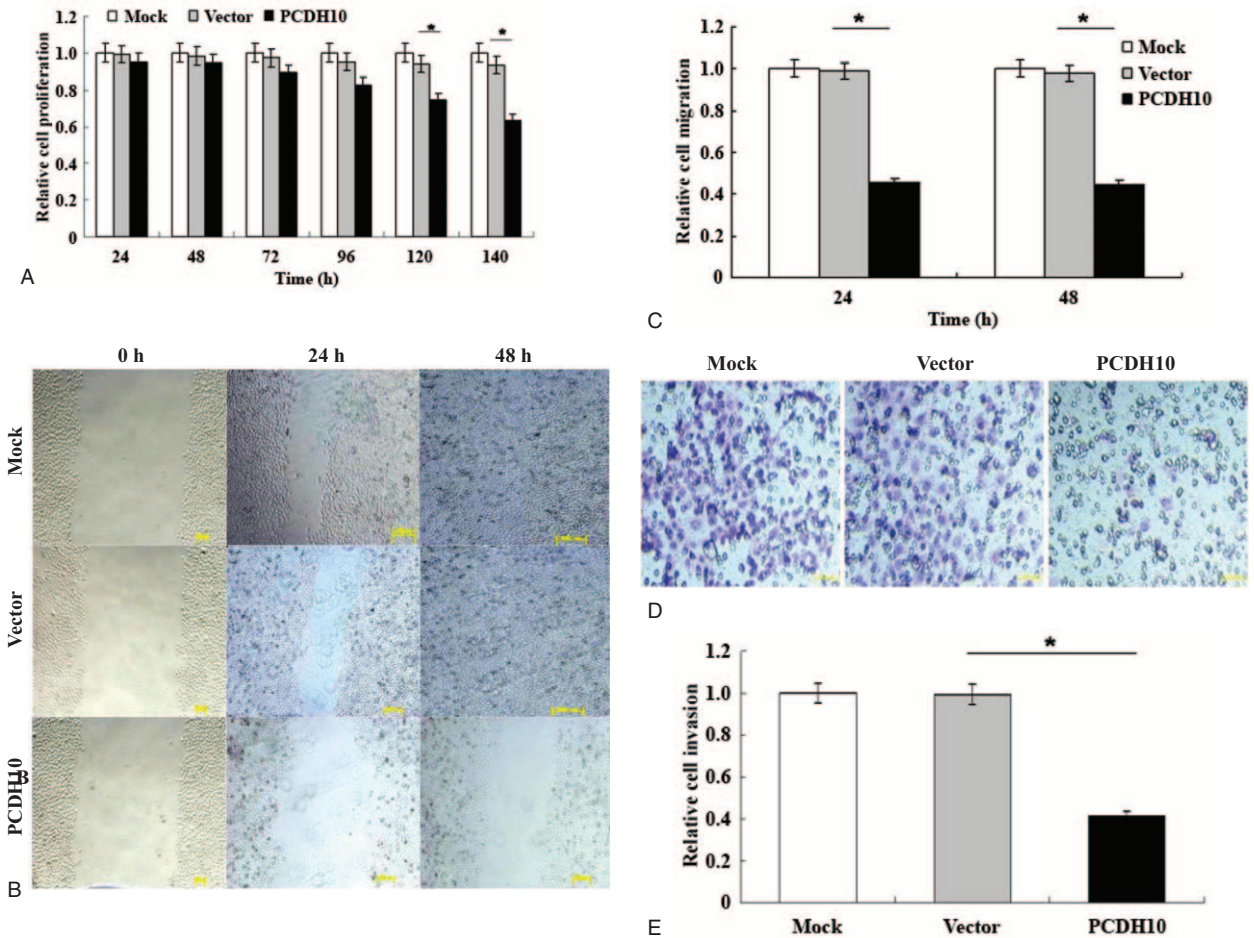 Mock Vector PCDH10
1.2
1.0
0.8
0.6
0.4
0.2
0
* *
Relative cell proliferation
24 48 72 96 120 140
Time (h)
A
1.2
1.0
0.8
0.6
0.4
0.2
0
* *
Mock
Vector
PCDH10
Relative cell migration
24 48
Time (h)
C
0 h 24 h 48 h
Mock
Vector
PCDH10
B
B
Mock Vector PCDH10
D
1.2
1.0
0.8
0.6
0.4
0.2
0
*
Relative cell invasion
Mock Vector PCDH10
E